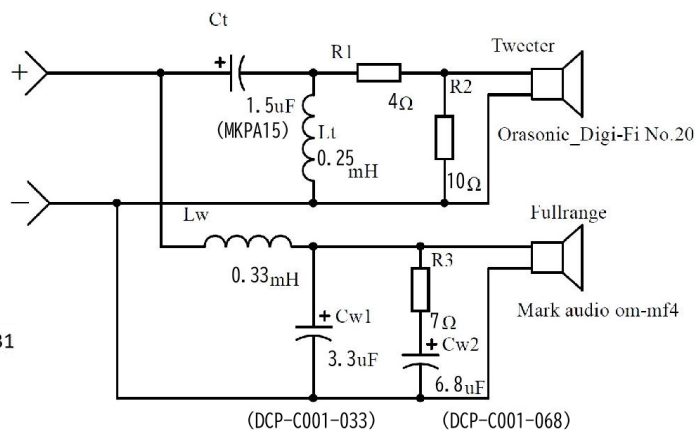 Ct
+
+
1.5uF
(MKPA15)
Lt
0.25mH
R1
4Ω
R2
10Ω
Tweeter
Orasonic_Digi-Fi No.20
−
Lw
0.33mH
Fullrange
Mark audio om-mf4
R3
7Ω
+ Cw1
3.3uF
+ Cw2
6.8uF
31
(DCP-C001-033)
(DCP-C001-068)